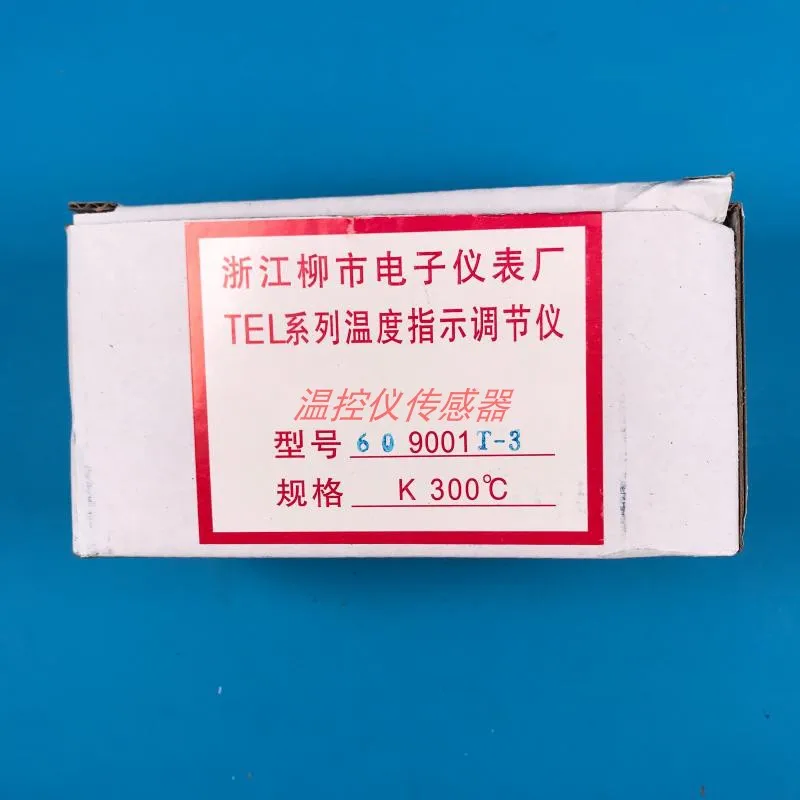 浙江柳市电子仪表厂
TEL系列温度指示调节仪
温控仪传感器
型号 60 9001T-3
规格 K 300℃